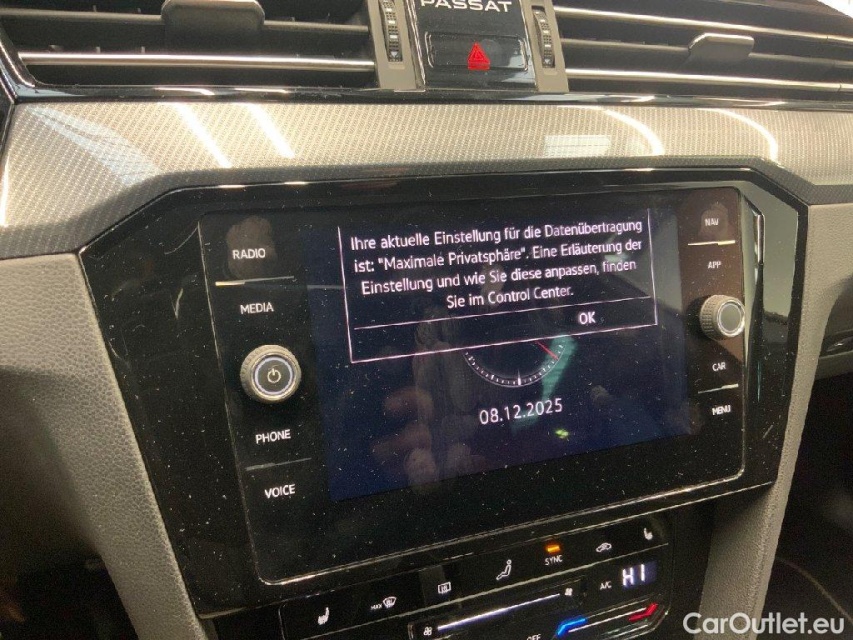 PASSAT
RADIO
MEDIA
PHONE
VOICE
Ihre aktuelle Einstellung für die Datenübertragung
ist: "Maximale Privatsphäre". Eine Erläuterung der
Einstellung und wie Sie diese anpassen, finden
Sie im Control Center.
OK
08.12.2025
NAV
APP
CAR
MENU
MAX
SYNC
A/C
HI
OFF
CarOutlet.eu